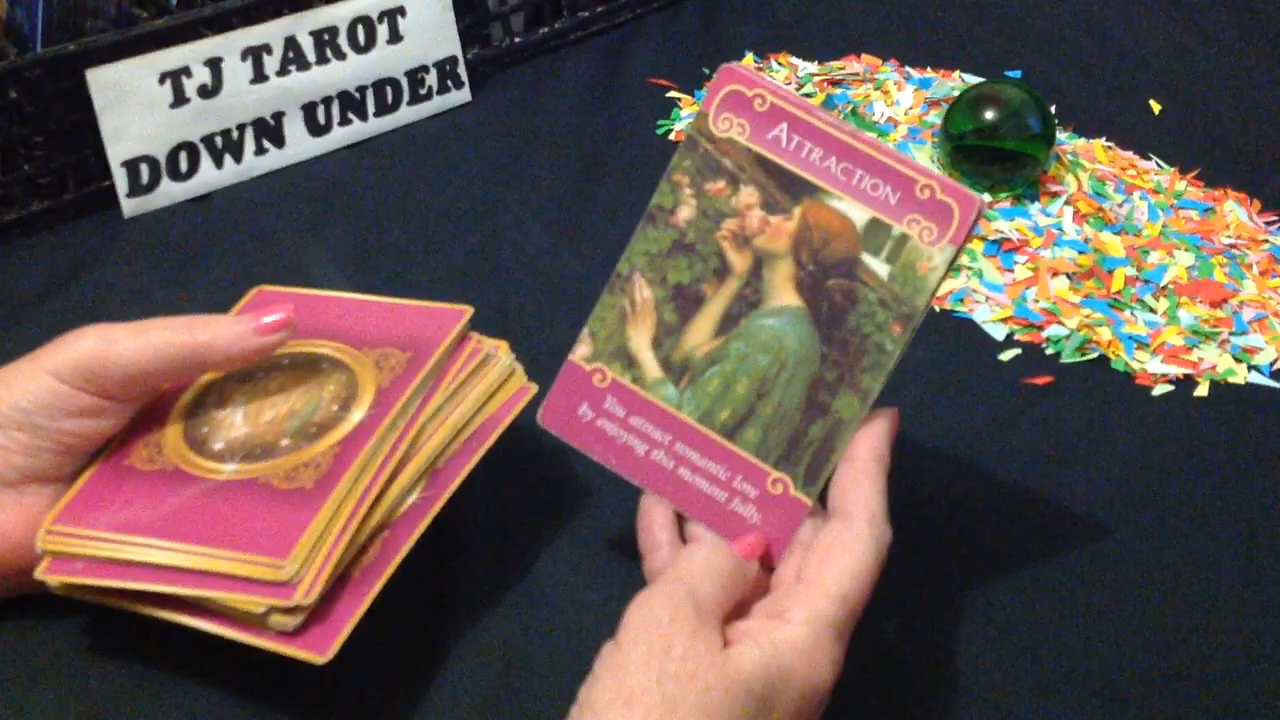 TJ TAROT
DOWN UNDER
ATTRACTION
You attract romantic love
by enjoying this moment fully.